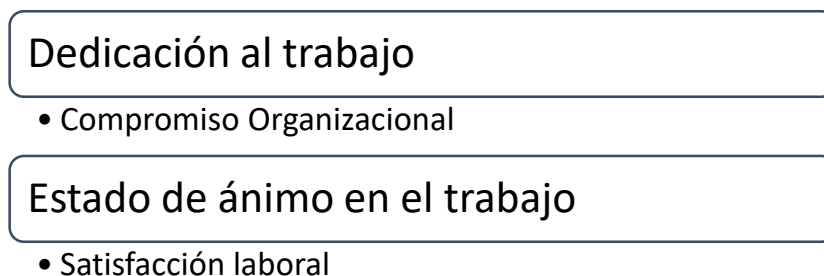 Dedicación al trabajo
• Compromiso Organizacional
Estado de ánimo en el trabajo
• Satisfacción laboral